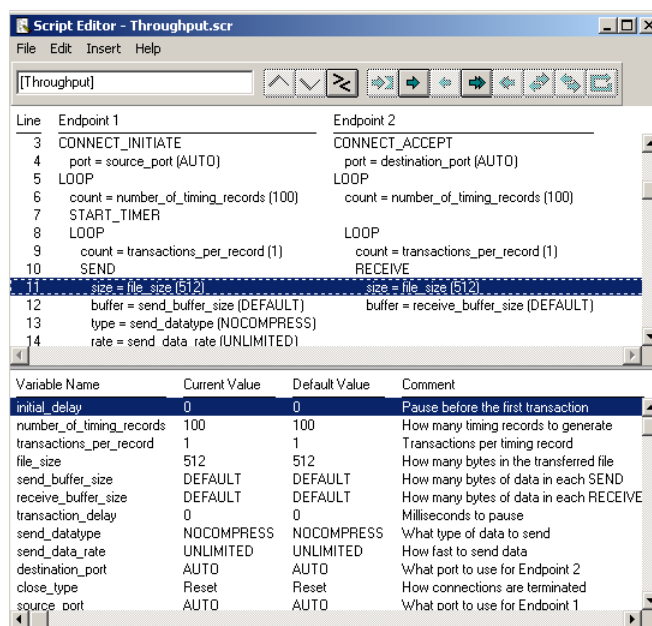 Script Editor - Throughput.scr
File Edit Insert Help
[Throughput]
Line Endpoint 1 Endpoint 2
3 CONNECT_INITIATE CONNECT_ACCEPT
4 port = source_port (AUTO) port = destination_port (AUTO)
5 LOOP LOOP
6 count = number_of_timing_records (100) count = number_of_timing_records (100)
7 START_TIMER
8 LOOP LOOP
9 count = transactions_per_record (1) count = transactions_per_record (1)
10 SEND RECEIVE
11 size = file_size (512) size = file_size (512)
12 buffer = send_buffer_size (DEFAULT) buffer = receive_buffer_size (DEFAULT)
13 type = send_datatype (NOCOMPRESS)
14 rate = send_data_rate (UNLIMITED)
Variable Name Current Value Default Value Comment
initial_delay 0 0 Pause before the first transaction
number_of_timing_records 100 100 How many timing records to generate
transactions_per_record 1 1 Transactions per timing record
file_size 512 512 How many bytes in the transferred file
send_buffer_size DEFAULT DEFAULT How many bytes of data in each SEND
receive_buffer_size DEFAULT DEFAULT How many bytes of data in each RECEIVE
transaction_delay 0 0 Milliseconds to pause
send_datatype NOCOMPRESS NOCOMPRESS What type of data to send
send_data_rate UNLIMITED UNLIMITED How fast to send data
destination_port AUTO AUTO What port to use for Endpoint 2
close_type Reset Reset How connections are terminated
source_port AUTO AUTO What port to use for Endpoint 1